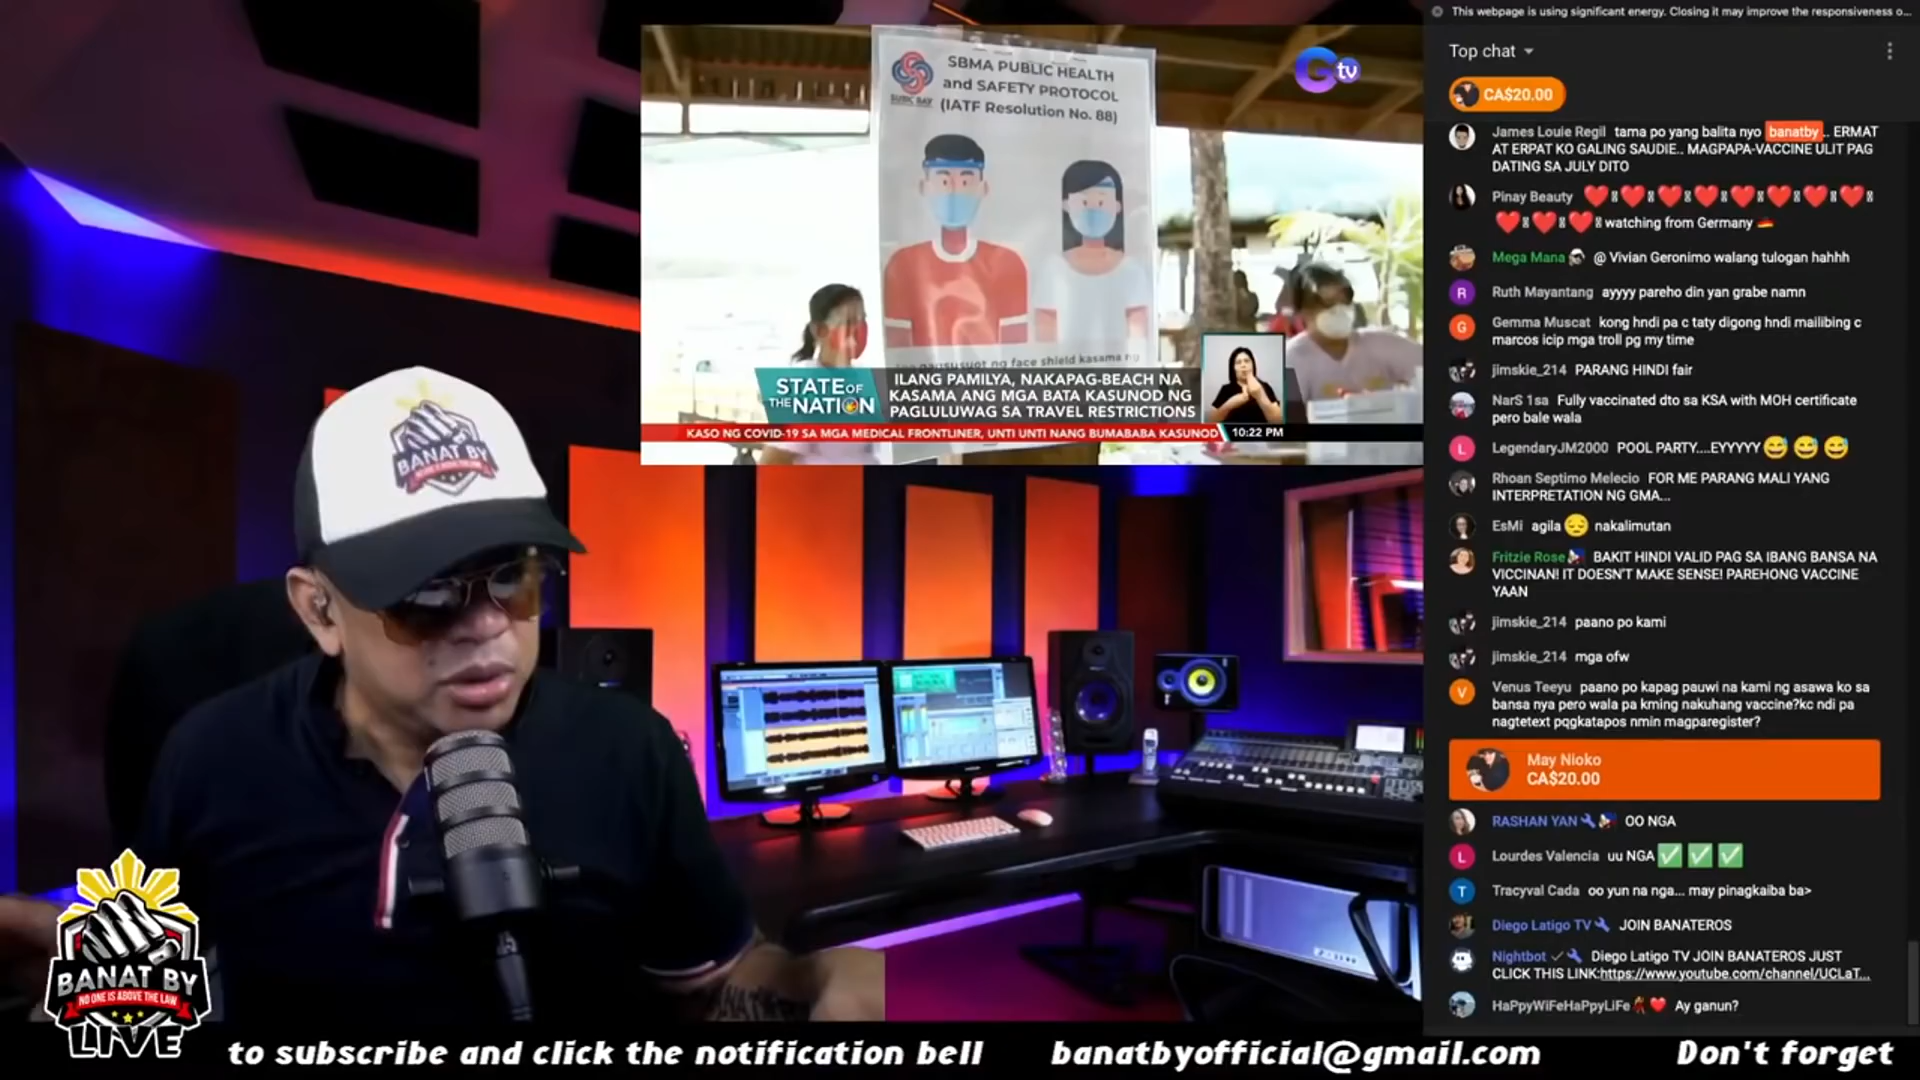 This webpage is using significant energy. Closing it may improve the responsiveness o...
Top chat
CA$20.00
James Louie Regil tama po yang balita nyo banatby.. ERMAT
AT ERPAT KO GALING SAUDIE.. MAGPAPA-VACCINE ULIT PAG
DATING SA JULY DITO
Pinay Beauty
watching from Germany
Mega Mana @ Vivian Geronimo walang tulogan hahhh
Ruth Mayantang ayyyy pareho din yan grabe namn
Gemma Muscat kong hndi pa c taty digong hndi mailibing c
marcos icip mga troll pg my time
jimskie_214 PARANG HINDI fair
NarS 1sa Fully vaccinated dto sa KSA with MOH certificate
pero bale wala
LegendaryJM2000 POOL PARTY....EYYYYY
Rhoan Septimo Melecio FOR ME PARANG MALI YANG
INTERPRETATION NG GMA...
EsMi agila 😔 nakalimutan
Fritzie Rose BAKIT HINDI VALID PAG SA IBANG BANSA NA
VICCINAN! IT DOESN'T MAKE SENSE! PAREHONG VACCINE
YAAN
jimskie_214 paano po kami
jimskie_214 mga ofw
Venus Teeyu paano po kapag pauwi na kami ng asawa ko sa
bansa nya pero wala pa kming nakuhang vaccine?kc ndi pa
nagtetext pqgkatapos nmin magparegister?
May Nioko
CA$20.00
RASHAN YAN OO NGA
Lourdes Valencia uu NGA ✅ ✅ ✅
Tracyval Cada oo yun na nga... may pinagkaiba ba>
Diego Latigo TV JOIN BANATEROS
Nightbot Diego Latigo TV JOIN BANATEROS JUST
CLICK THIS LINK:https://www.youtube.com/channel/UCLaT...
HaPpyWiFeHaPpyLiFe Ay ganun?
SUBIC BAY
SBMA PUBLIC HEALTH
and SAFETY PROTOCOL
(IATF Resolution No. 88)
pagsusuot ng face shield kasama ng
Gtv
STATE OF
THE NATION
ILANG PAMILYA, NAKAPAG-BEACH NA
KASAMA ANG MGA BATA KASUNOD NG
PAGLULUWAG SA TRAVEL RESTRICTIONS
KASO NG COVID-19 SA MGA MEDICAL FRONTLINER, UNTI UNTI NANG BUMABABA KASUNOD
10:22 PM
BANAT BY
BANAT BY
NO ONE IS ABOVE THE LAW
LIVE
to subscribe and click the notification bell
banatbyofficial@gmail.com
Don't forget